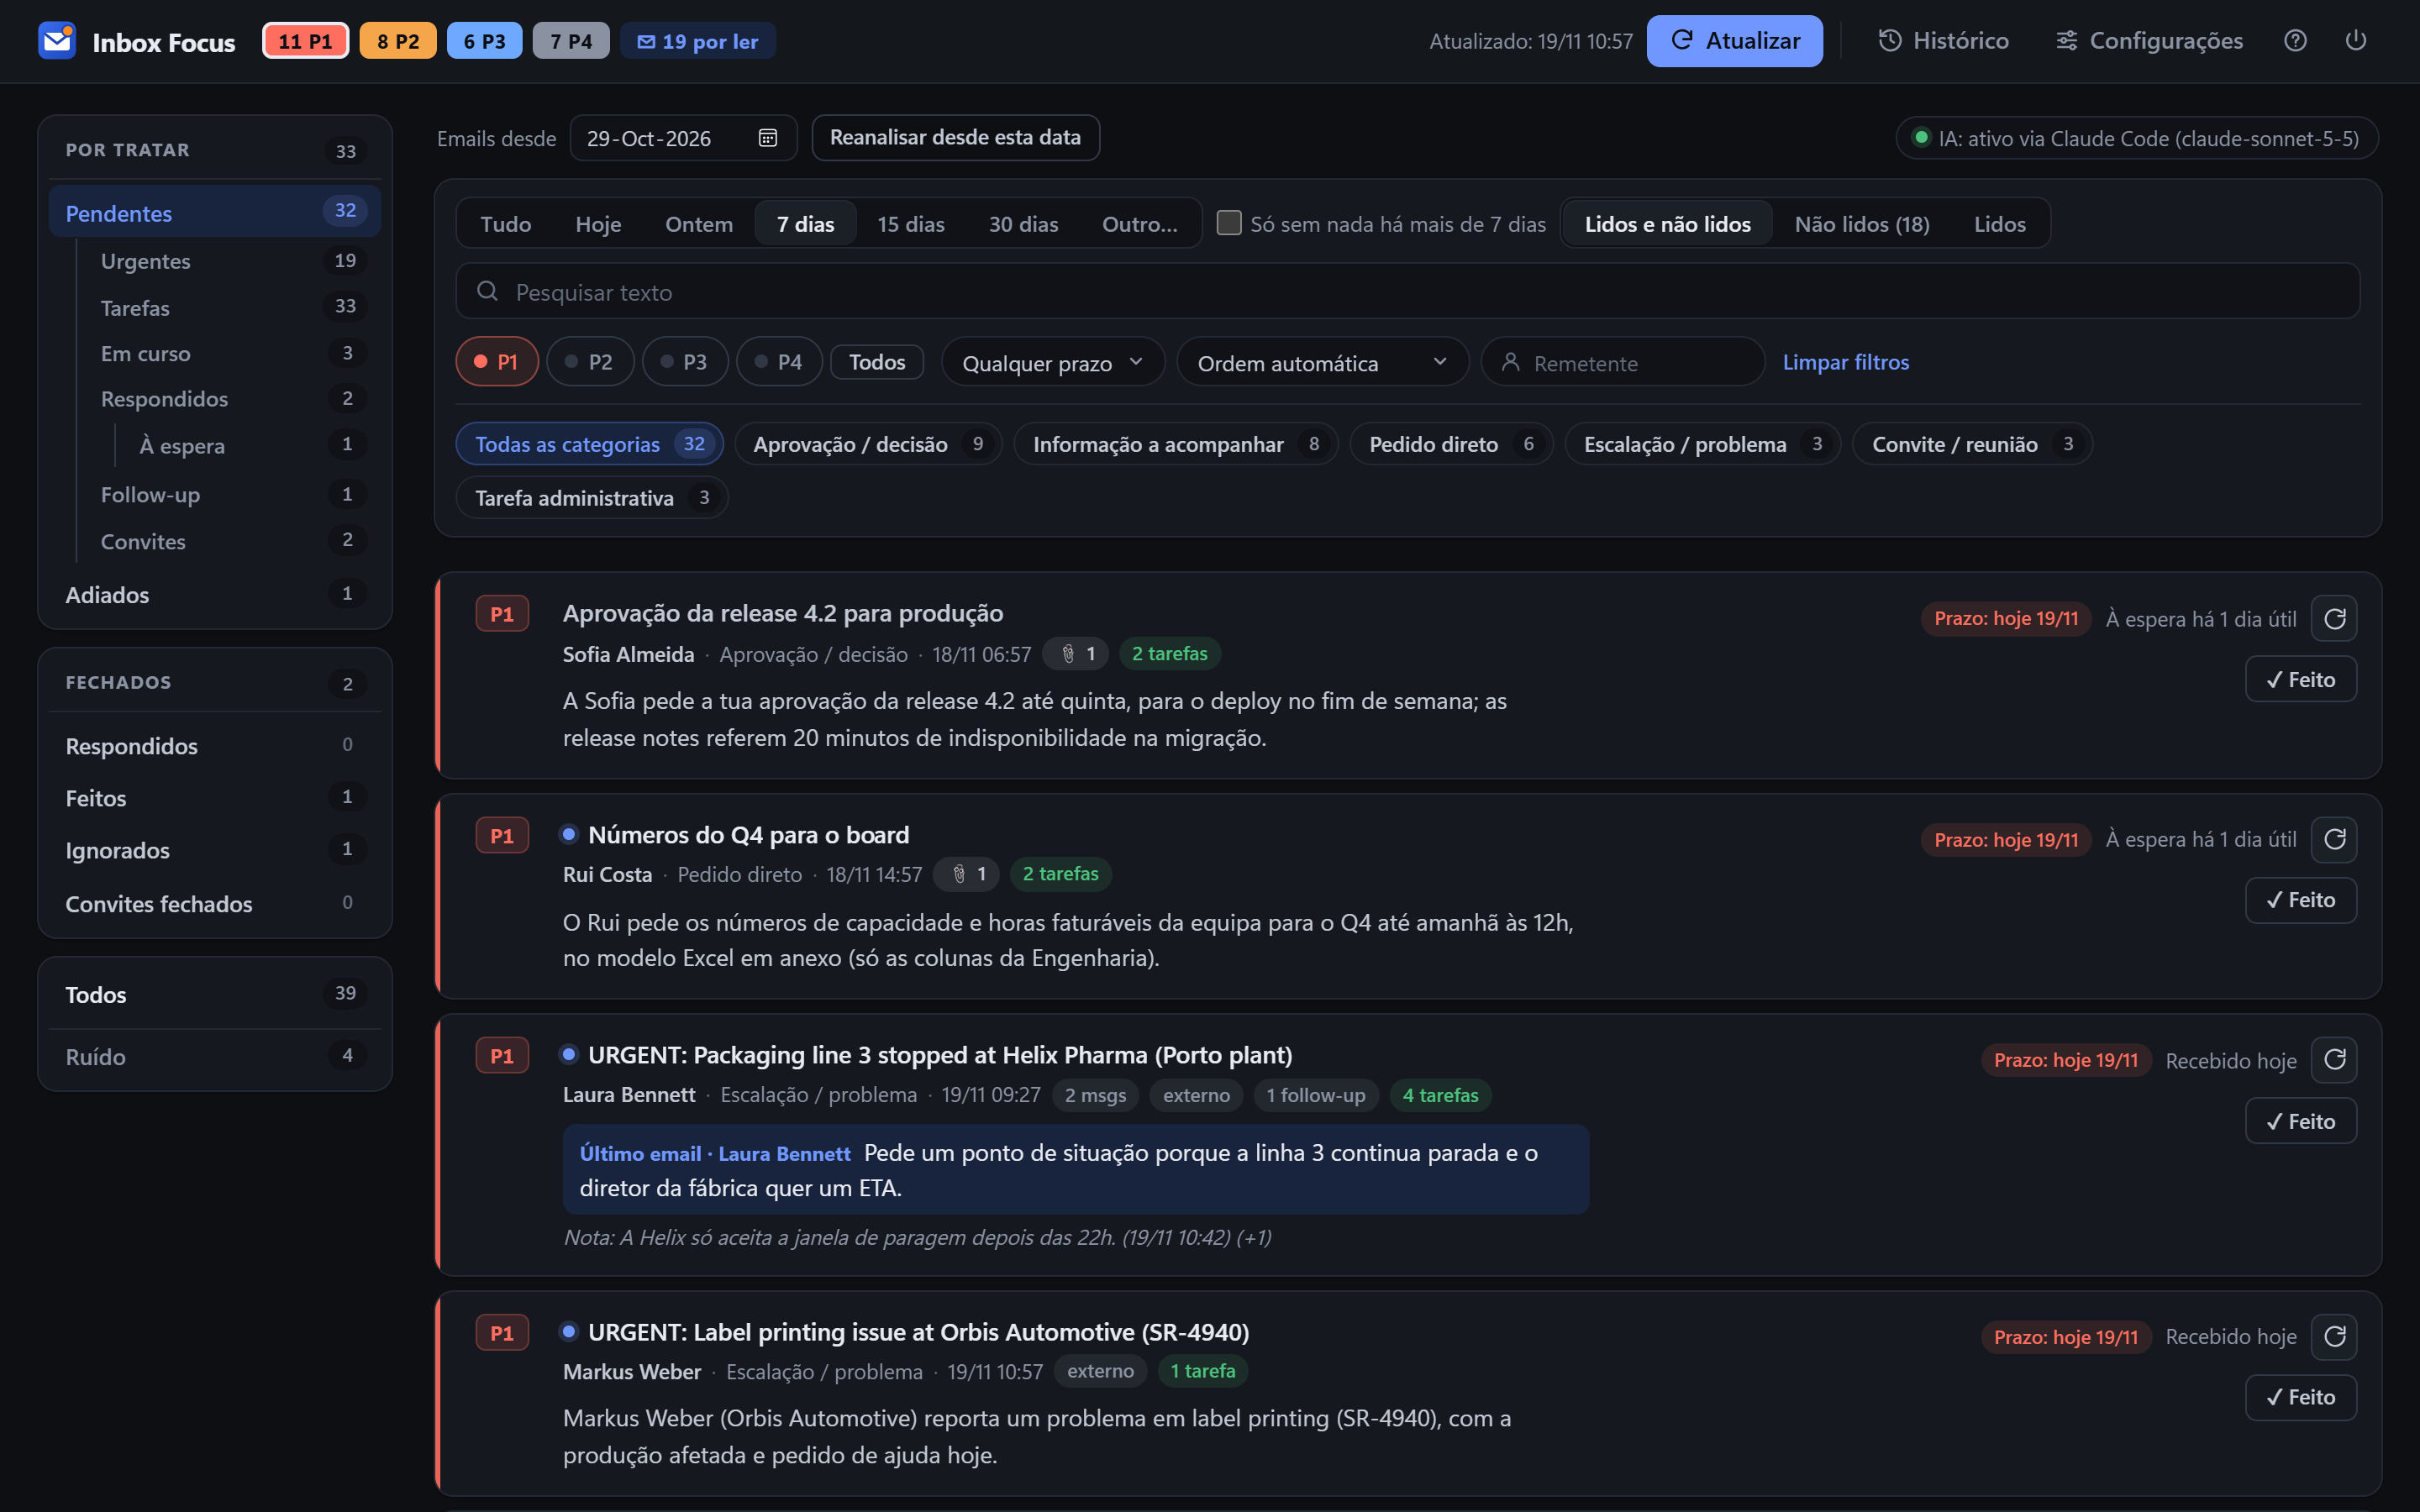 Inbox Focus 11 P1 8 P2 6 P3 7 P4 19 por ler Atualizado: 19/11 10:57 Atualizar Histórico Configurações
POR TRATAR 33
Pendentes 32
Urgentes 19
Tarefas 33
Em curso 3
Respondidos 2
À espera 1
Follow-up 1
Convites 2
Adiados 1
FECHADOS 2
Respondidos 0
Feitos 1
Ignorados 1
Convites fechados 0
Todos 39
Ruído 4
Emails desde 29-Oct-2026 Reanalisar desde esta data IA: ativo via Claude Code (claude-sonnet-5-5)
Tudo Hoje Ontem 7 dias 15 dias 30 dias Outro... Só sem nada há mais de 7 dias Lidos e não lidos Não lidos (18) Lidos
Pesquisar texto
P1 P2 P3 P4 Todos Qualquer prazo Ordem automática Remetente Limpar filtros
Todas as categorias 32 Aprovação / decisão 9 Informação a acompanhar 8 Pedido direto 6 Escalação / problema 3 Convite / reunião 3
Tarefa administrativa 3
P1 Aprovação da release 4.2 para produção Prazo: hoje 19/11 À espera há 1 dia útil
Sofia Almeida · Aprovação / decisão · 18/11 06:57 1 2 tarefas
✓ Feito
A Sofia pede a tua aprovação da release 4.2 até quinta, para o deploy no fim de semana; as
release notes referem 20 minutos de indisponibilidade na migração.
P1 Números do Q4 para o board Prazo: hoje 19/11 À espera há 1 dia útil
Rui Costa · Pedido direto · 18/11 14:57 1 2 tarefas
✓ Feito
O Rui pede os números de capacidade e horas faturáveis da equipa para o Q4 até amanhã às 12h,
no modelo Excel em anexo (só as colunas da Engenharia).
P1 URGENT: Packaging line 3 stopped at Helix Pharma (Porto plant) Prazo: hoje 19/11 Recebido hoje
Laura Bennett · Escalação / problema · 19/11 09:27 2 msgs externo 1 follow-up 4 tarefas
✓ Feito
Último email · Laura Bennett Pede um ponto de situação porque a linha 3 continua parada e o
diretor da fábrica quer um ETA.
Nota: A Helix só aceita a janela de paragem depois das 22h. (19/11 10:42) (+1)
P1 URGENT: Label printing issue at Orbis Automotive (SR-4940) Prazo: hoje 19/11 Recebido hoje
Markus Weber · Escalação / problema · 19/11 10:57 externo 1 tarefa
✓ Feito
Markus Weber (Orbis Automotive) reporta um problema em label printing (SR-4940), com a
produção afetada e pedido de ajuda hoje.